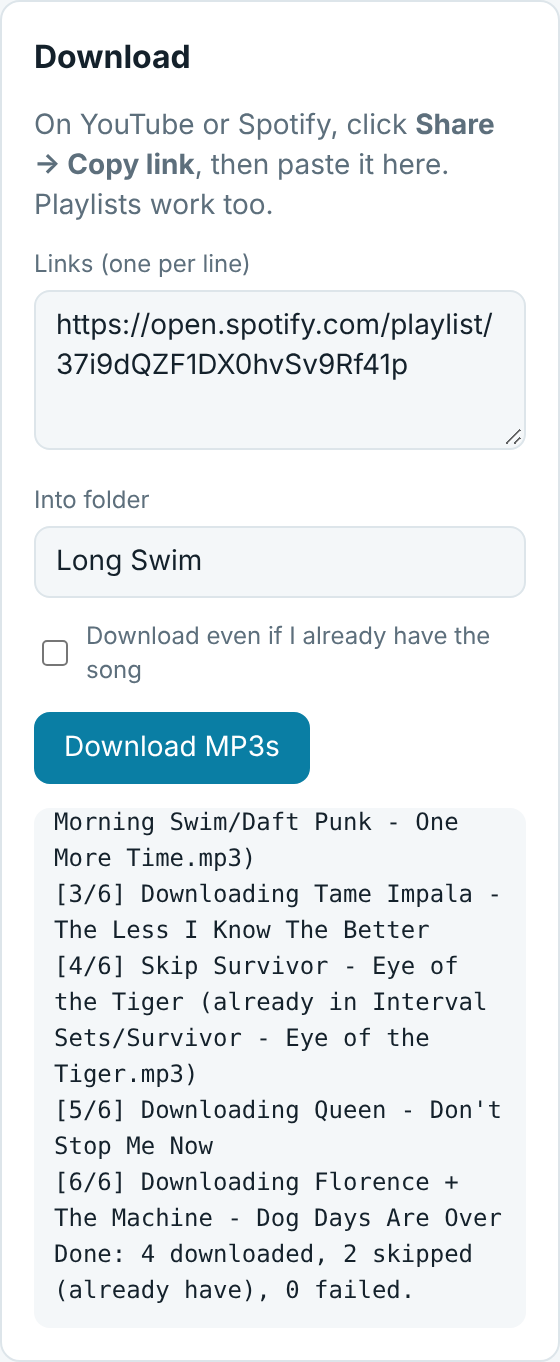 Download
On YouTube or Spotify, click Share
→ Copy link, then paste it here.
Playlists work too.
Links (one per line)
https://open.spotify.com/playlist/
37i9dQZF1DX0hvSv9Rf41p
Into folder
Long Swim
Download even if I already have the
song
Download MP3s
Morning Swim/Daft Punk - One
More Time.mp3)
[3/6] Downloading Tame Impala -
The Less I Know The Better
[4/6] Skip Survivor - Eye of
the Tiger (already in Interval
Sets/Survivor - Eye of the
Tiger.mp3)
[5/6] Downloading Queen - Don't
Stop Me Now
[6/6] Downloading Florence +
The Machine - Dog Days Are Over
Done: 4 downloaded, 2 skipped
(already have), 0 failed.